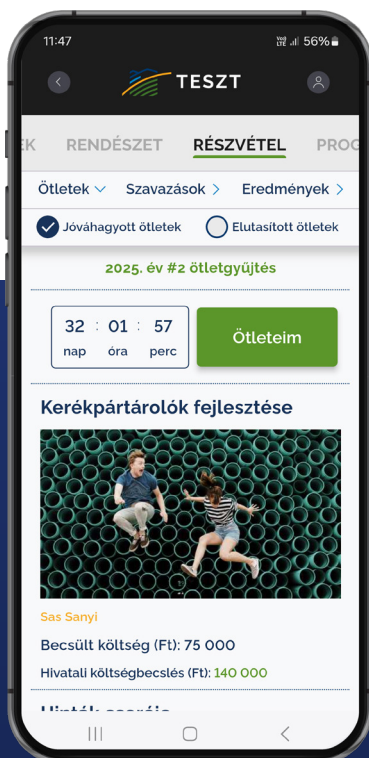 11:47
VoB LTE 56%
TESZT
EK RENDÉSZET RÉSZVÉTEL PROG
Ötletek Szavazások Eredmények
Jóváhagyott ötletek Elutasított ötletek
2025. év #2 ötletgyűjtés
32 : 01 : 57
nap óra perc
Ötleteim
Kerékpártárolók fejlesztése
Sas Sanyi
Becsült költség (Ft): 75 000
Hivatali költségbecslés (Ft): 140 000